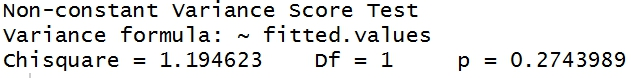 Non-constant Variance Score Test
Variance formula: ~ fitted.values
Chisquare = 1.194623    Df = 1     p = 0.2743989